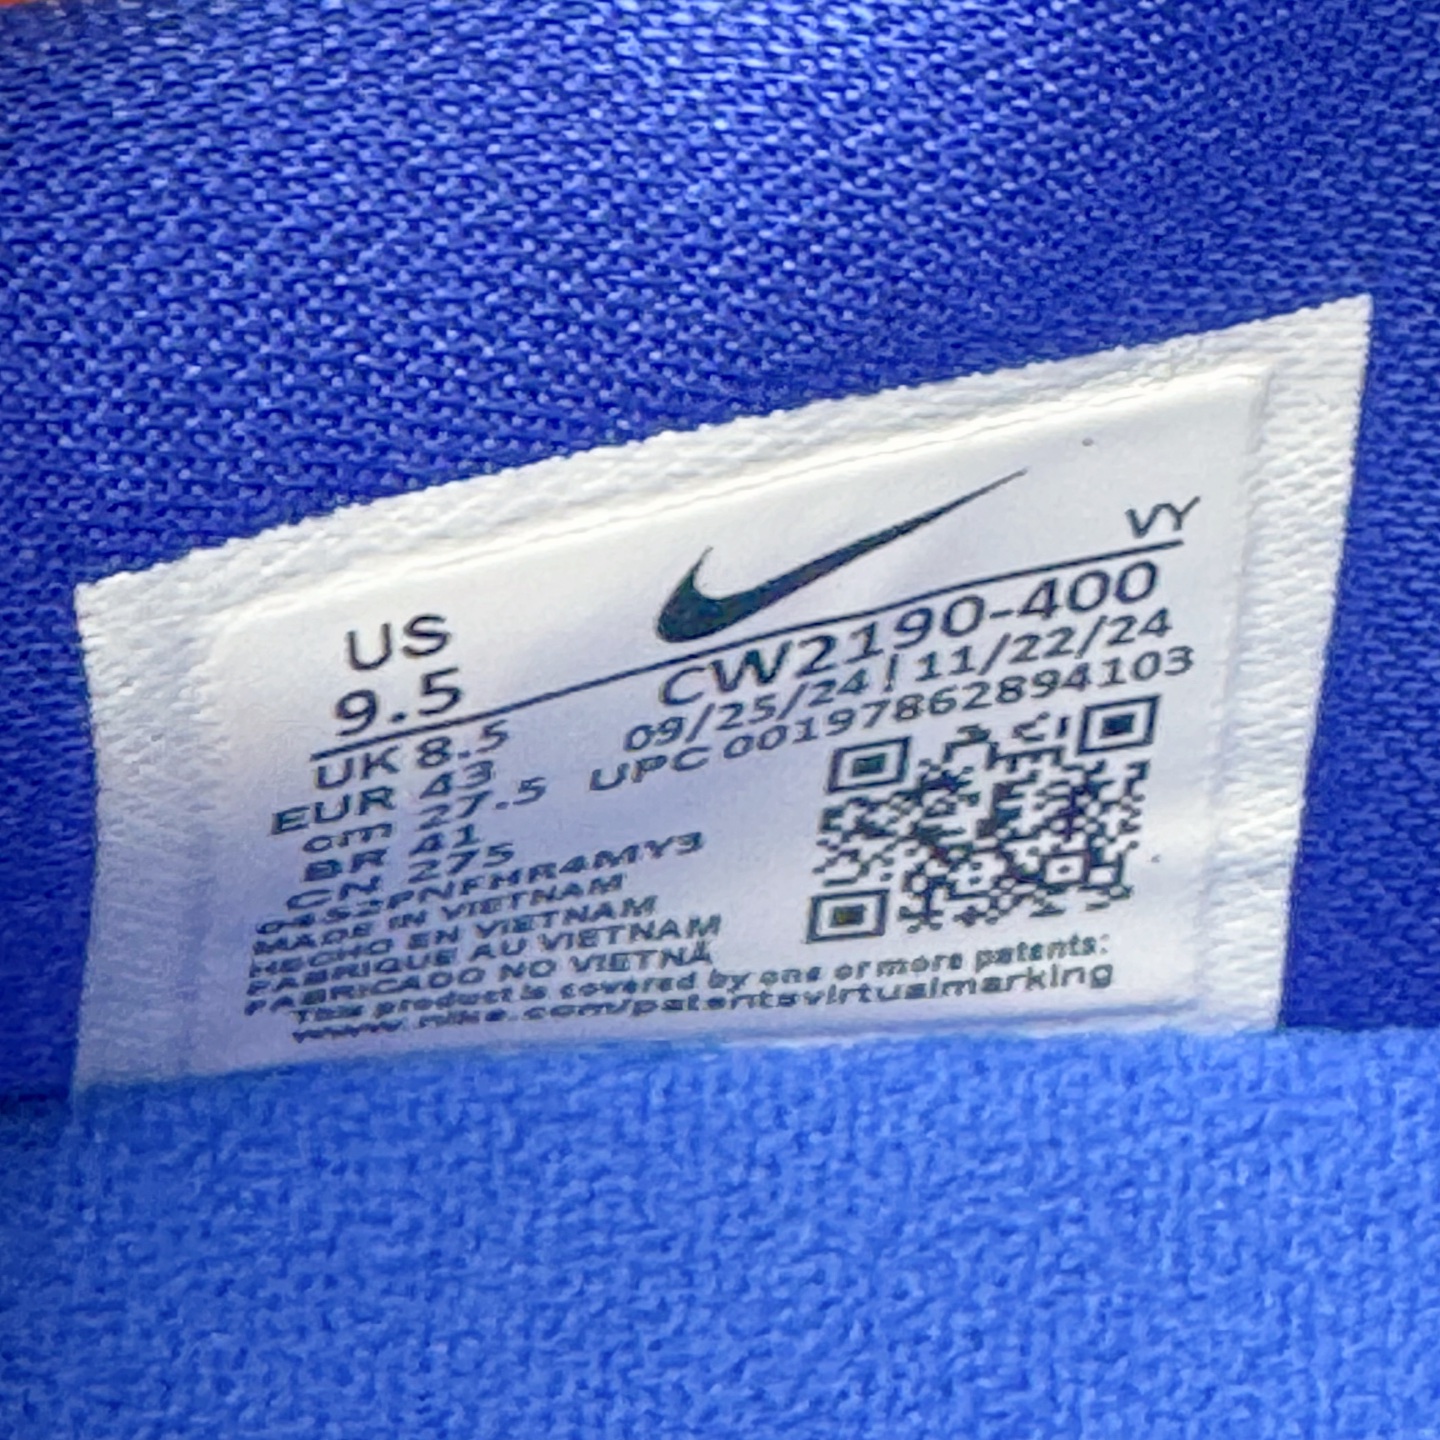 US
9.5
UK 8.5
EUR 43
cm 27.5
BR 41
CN 275
MADE IN VIETNAM
HECHO EN VIETNAM
FABRIQUE AU VIETNAM
FABRICADO NO VIETNÃ
This product is covered by one or more patents:
www.nike.com/patentsvirtualmarking
VY
CW2190-400
09/25/24 | 11/22/24
UPC 00197862894103